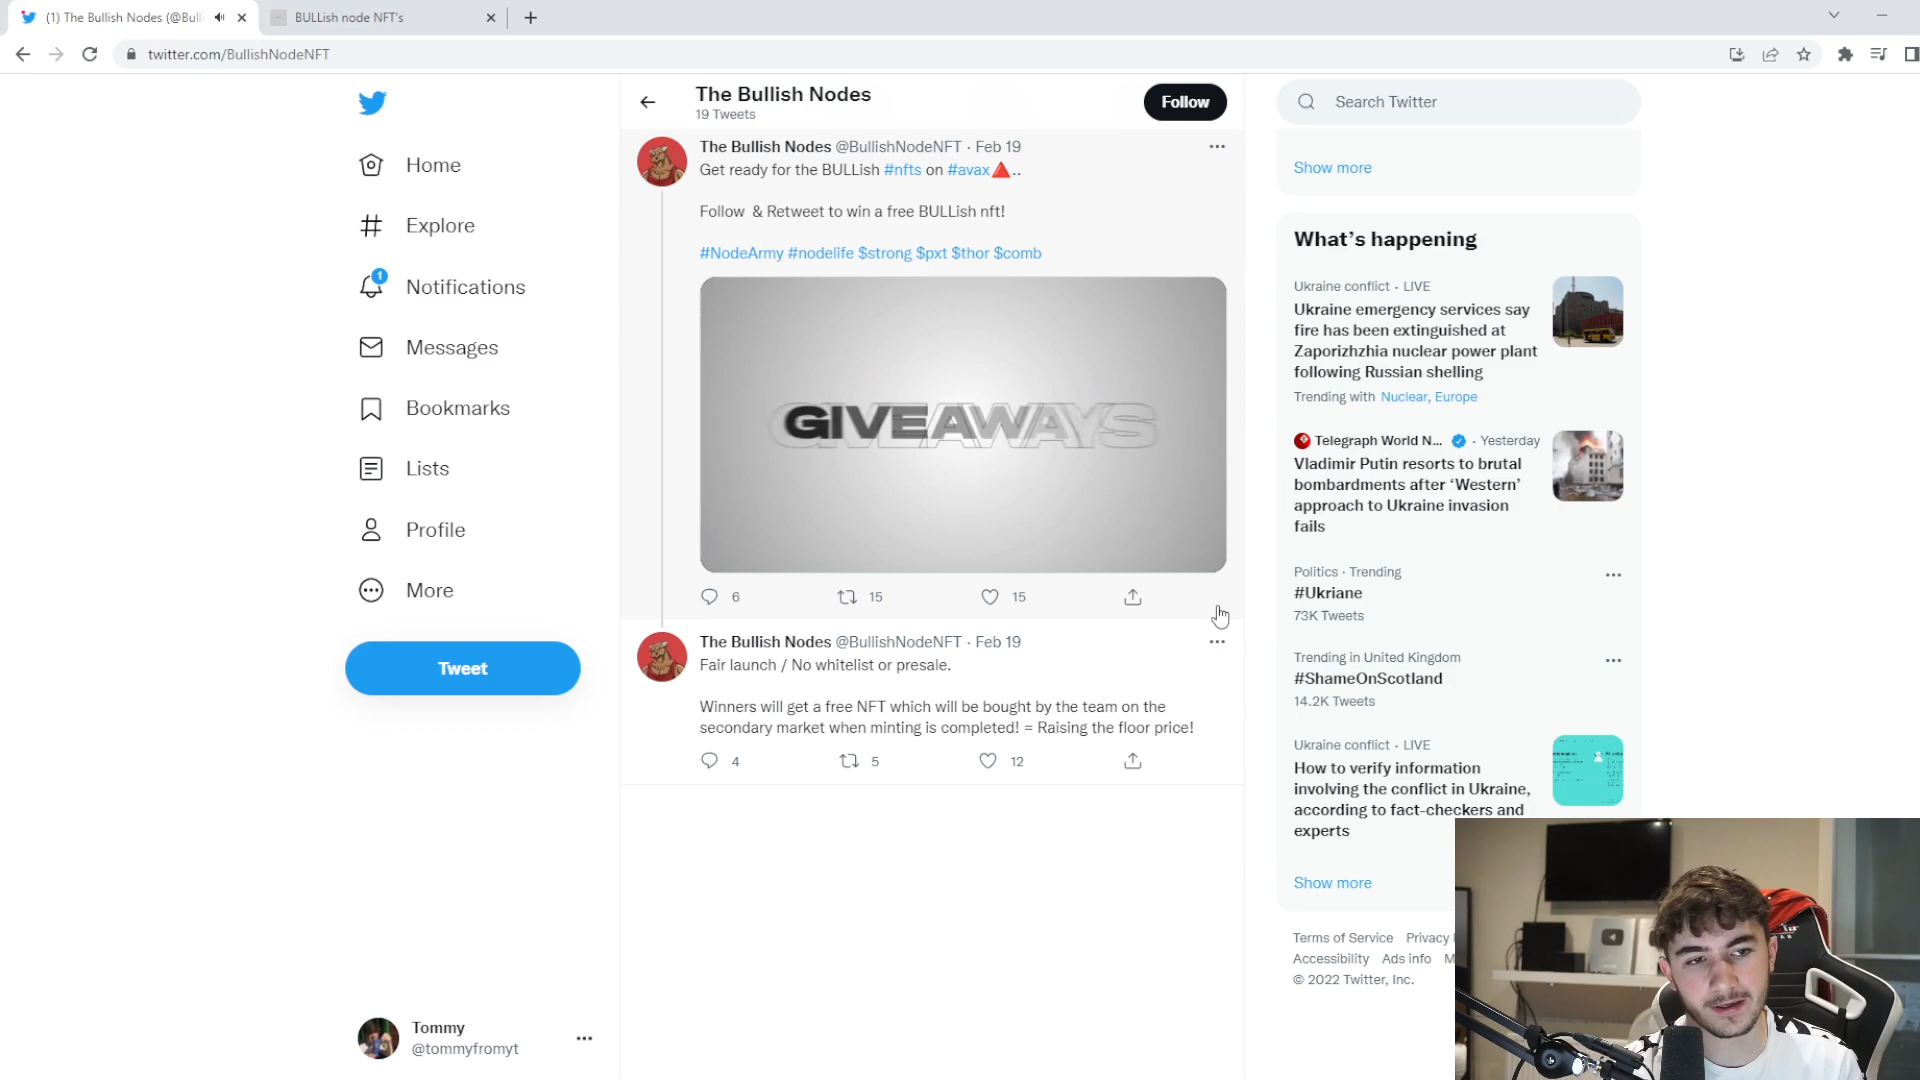 (1) The Bullish Nodes (@Bulli
BULLish node NFT's
twitter.com/BullishNodeNFT
Home
Explore
1
Notifications
Messages
Bookmarks
Lists
Profile
More
Tweet
Tommy
@tommyfromyt
The Bullish Nodes
19 Tweets
Follow
The Bullish Nodes @BullishNodeNFT · Feb 19
Get ready for the BULLish #nfts on #avax🔺..
Follow & Retweet to win a free BULLish nft!
#NodeArmy #nodelife $strong $pxt $thor $comb
GIVEAWAYS
6 15 15
The Bullish Nodes @BullishNodeNFT · Feb 19
Fair launch / No whitelist or presale.
Winners will get a free NFT which will be bought by the team on the
secondary market when minting is completed! = Raising the floor price!
4 5 12
Search Twitter
Show more
What's happening
Ukraine conflict · LIVE
Ukraine emergency services say
fire has been extinguished at
Zaporizhzhia nuclear power plant
following Russian shelling
Trending with Nuclear, Europe
Telegraph World N... · Yesterday
Vladimir Putin resorts to brutal
bombardments after ‘Western’
approach to Ukraine invasion
fails
Politics · Trending
#Ukriane
73K Tweets
Trending in United Kingdom
#ShameOnScotland
14.2K Tweets
Ukraine conflict · LIVE
How to verify information
involving the conflict in Ukraine,
according to fact-checkers and
experts
Show more
Terms of Service Privacy
Accessibility Ads info M
© 2022 Twitter, Inc.